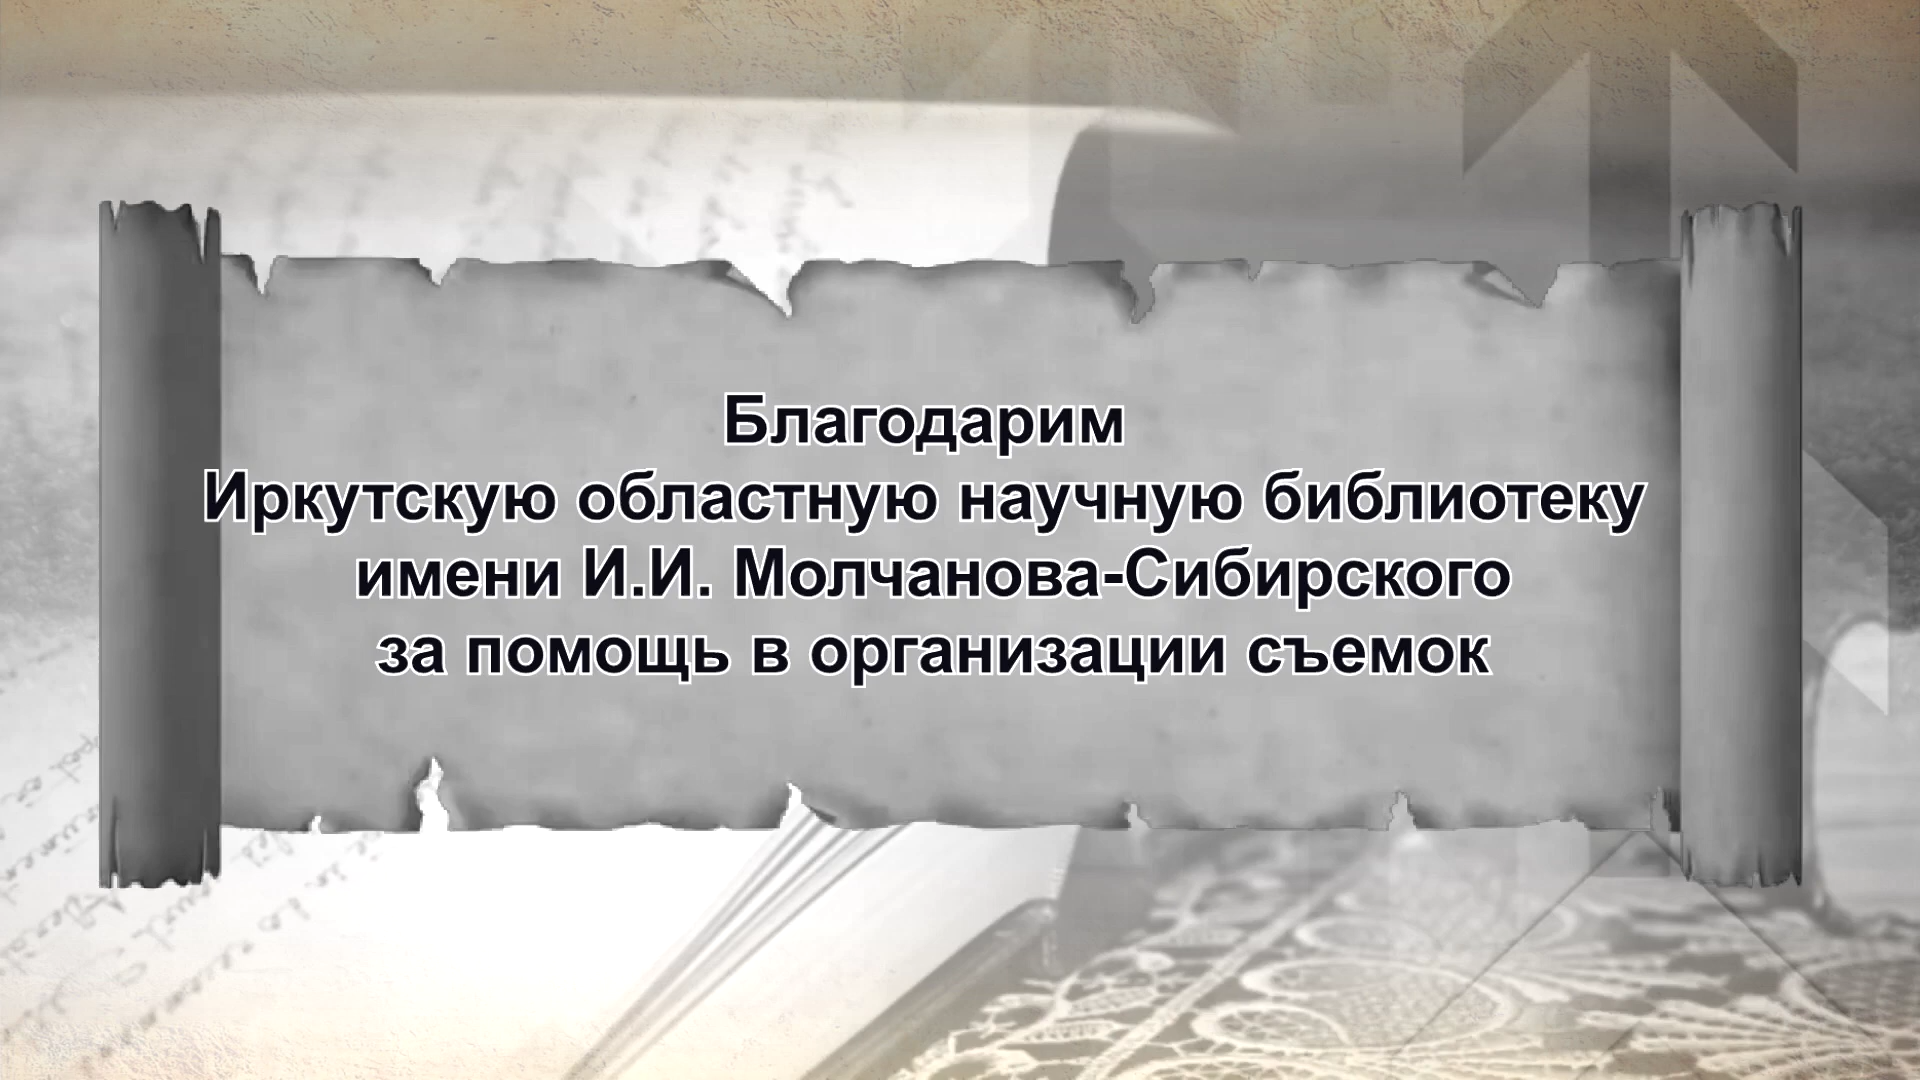 Благодарим
Иркутскую областную научную библиотеку
имени И.И. Молчанова-Сибирского
за помощь в организации съемок